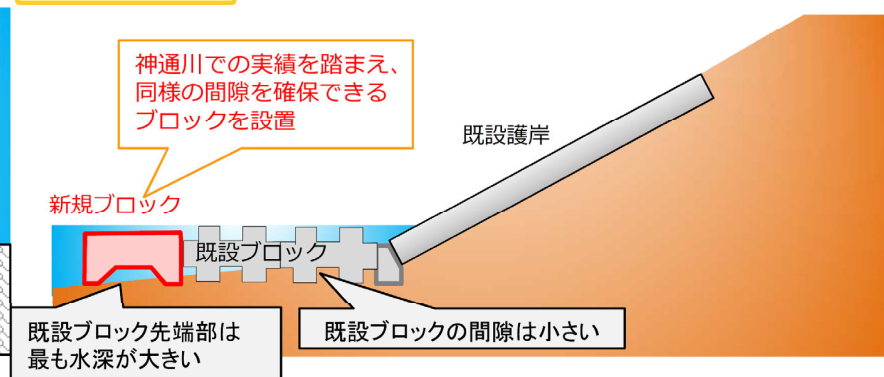 神通川での実績を踏まえ、
同様の間隙を確保できる
ブロックを設置
既設護岸
新規ブロック
既設ブロック
既設ブロック先端部は
最も水深が大きい
既設ブロックの間隙は小さい